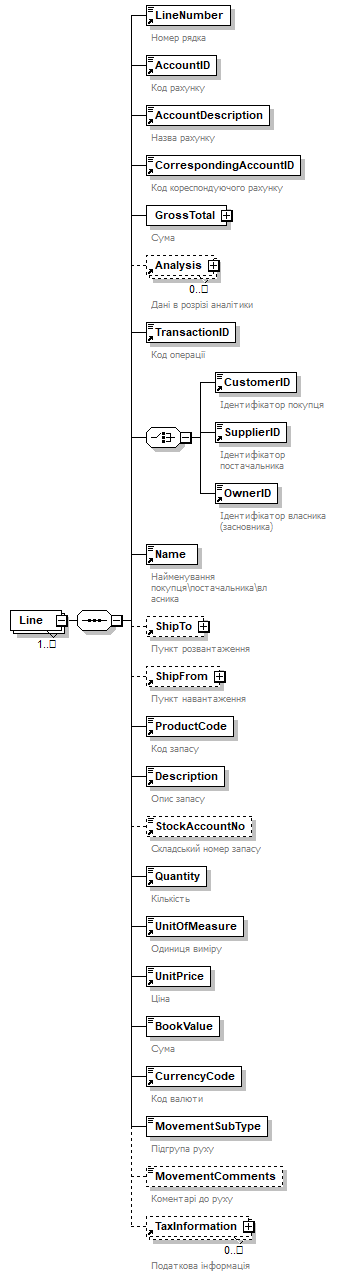 LineNumber
Номер рядка
AccountID
Код рахунку
AccountDescription
Назва рахунку
CorrespondingAccountID
Код кореспондуючого рахунку
GrossTotal
Сума
Analysis
0..
Дані в розрізі аналітики
TransactionID
Код операції
CustomerID
Ідентифікатор покупця
SupplierID
Ідентифікатор
постачальника
OwnerID
Ідентифікатор власника
(засновника)
Name
Найменування
покупця\постачальника\вл
асника
Line
1..
ShipTo
Пункт розвантаження
ShipFrom
Пункт навантаження
ProductCode
Код запасу
Description
Опис запасу
StockAccountNo
Складський номер запасу
Quantity
Кількість
UnitOfMeasure
Одиниця виміру
UnitPrice
Ціна
BookValue
Сума
CurrencyCode
Код валюти
MovementSubType
Підгрупа руху
MovementComments
Коментарі до руху
TaxInformation
0..
Податкова інформація